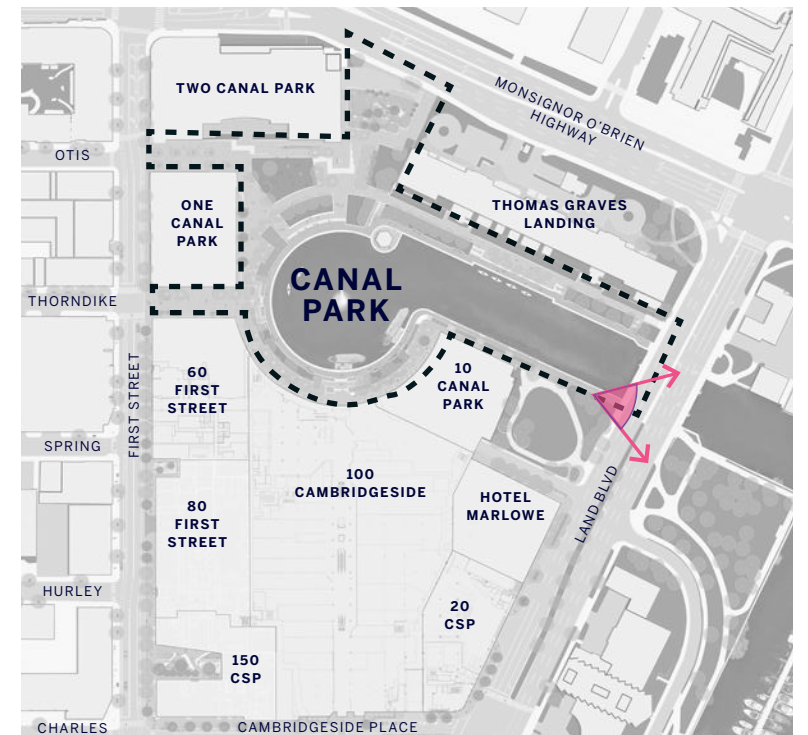 TWO CANAL PARK
MONSIGNOR O'BRIEN
HIGHWAY
OTIS
ONE
CANAL
PARK
THOMAS GRAVES
LANDING
CANAL
PARK
THORNDIKE
FIRST STREET
60
FIRST
STREET
10
CANAL
PARK
SPRING
100
CAMBRIDGESIDE
HOTEL
MARLOWE
LAND BLVD
80
FIRST
STREET
HURLEY
20
CSP
150
CSP
CHARLES
CAMBRIDGESIDE PLACE